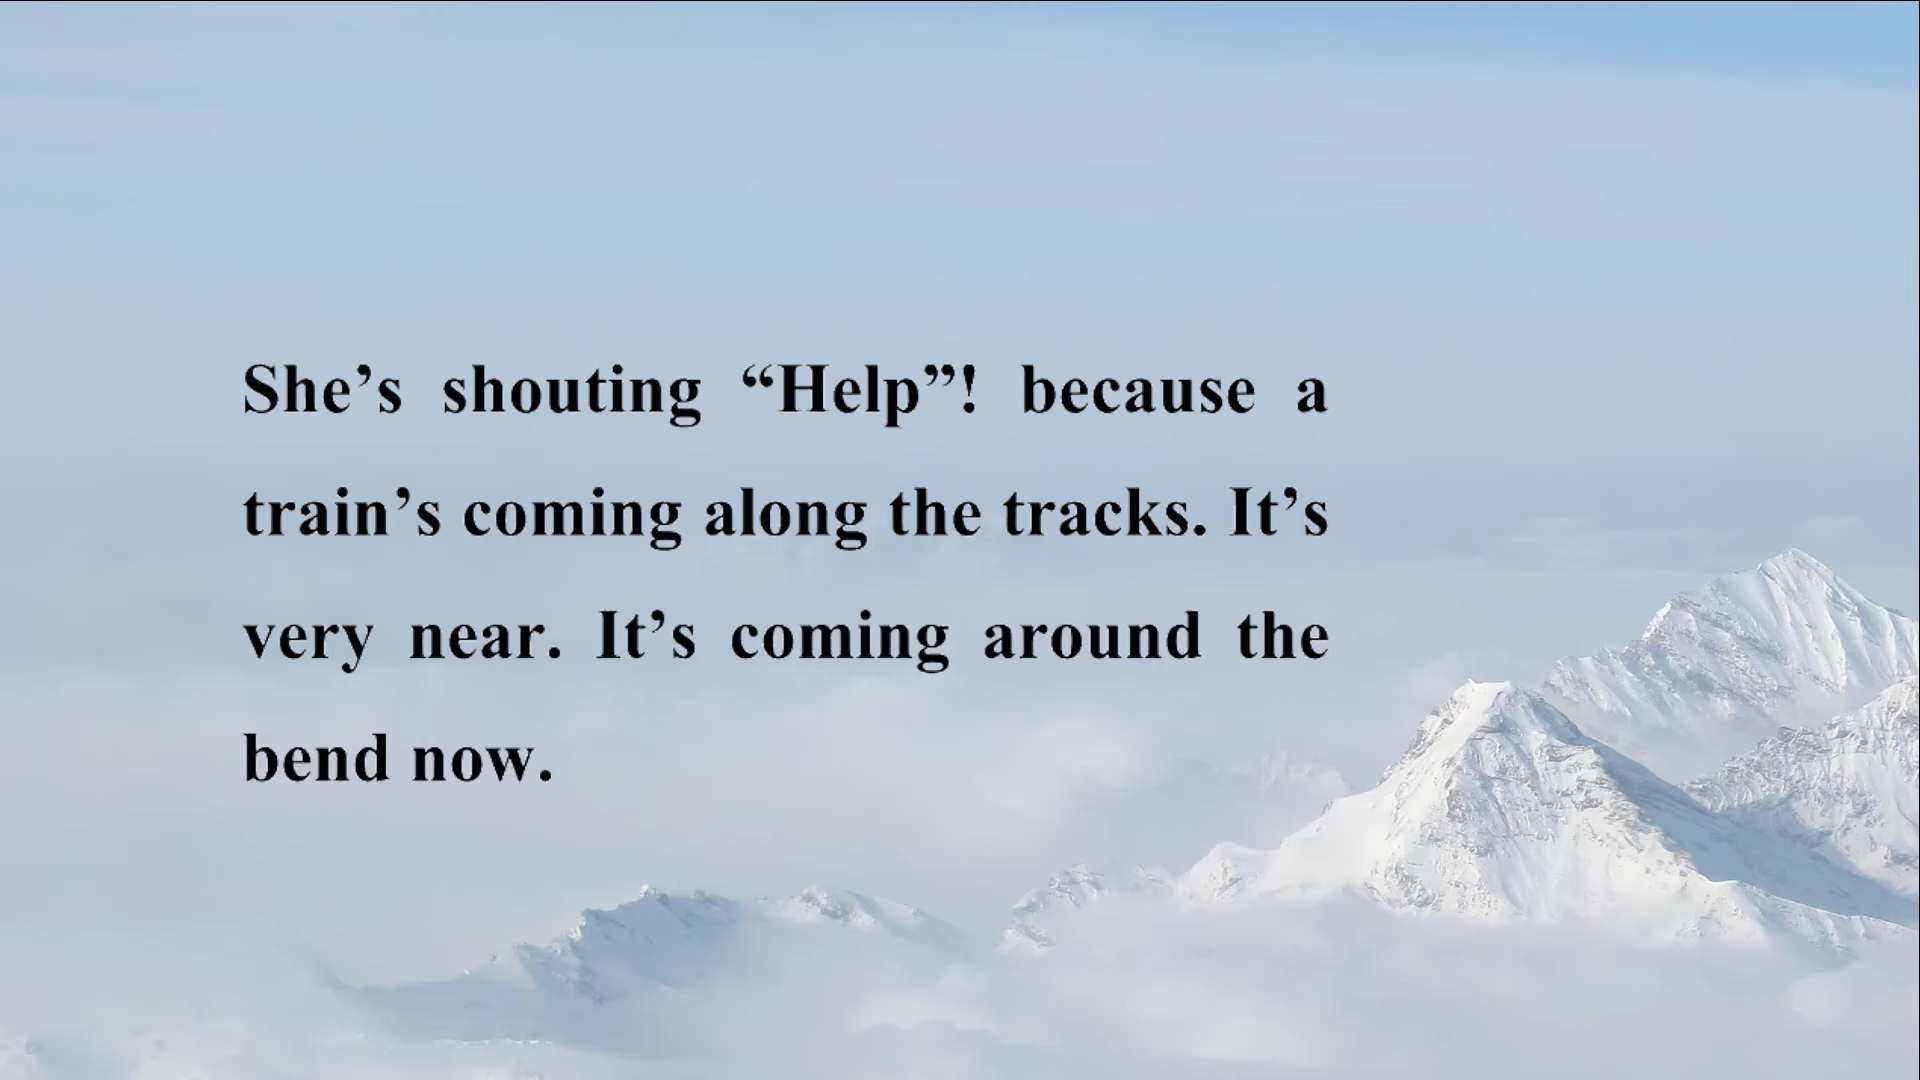 She’s shouting “Help”! because a
train’s coming along the tracks. It’s
very near. It’s coming around the
bend now.